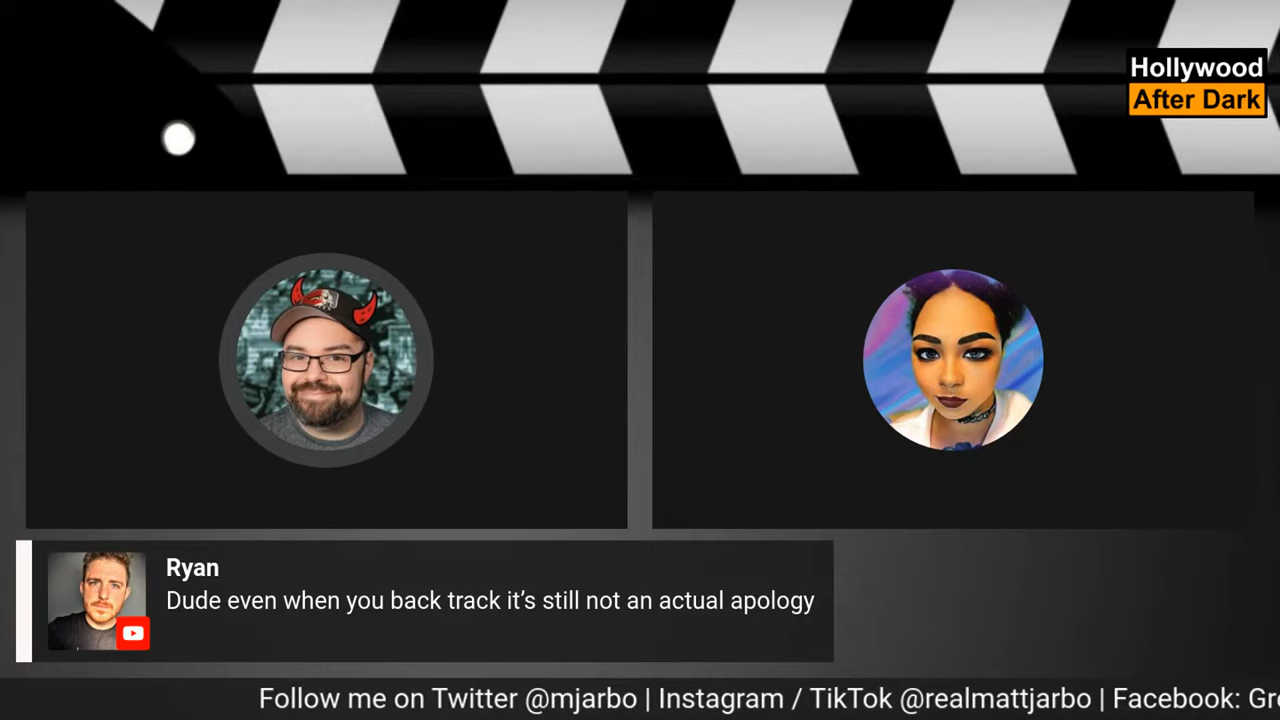 Hollywood
After Dark
Ryan
Dude even when you back track it’s still not an actual apology
Follow me on Twitter @mjarbo | Instagram / TikTok @realmattjarbo | Facebook: Gr